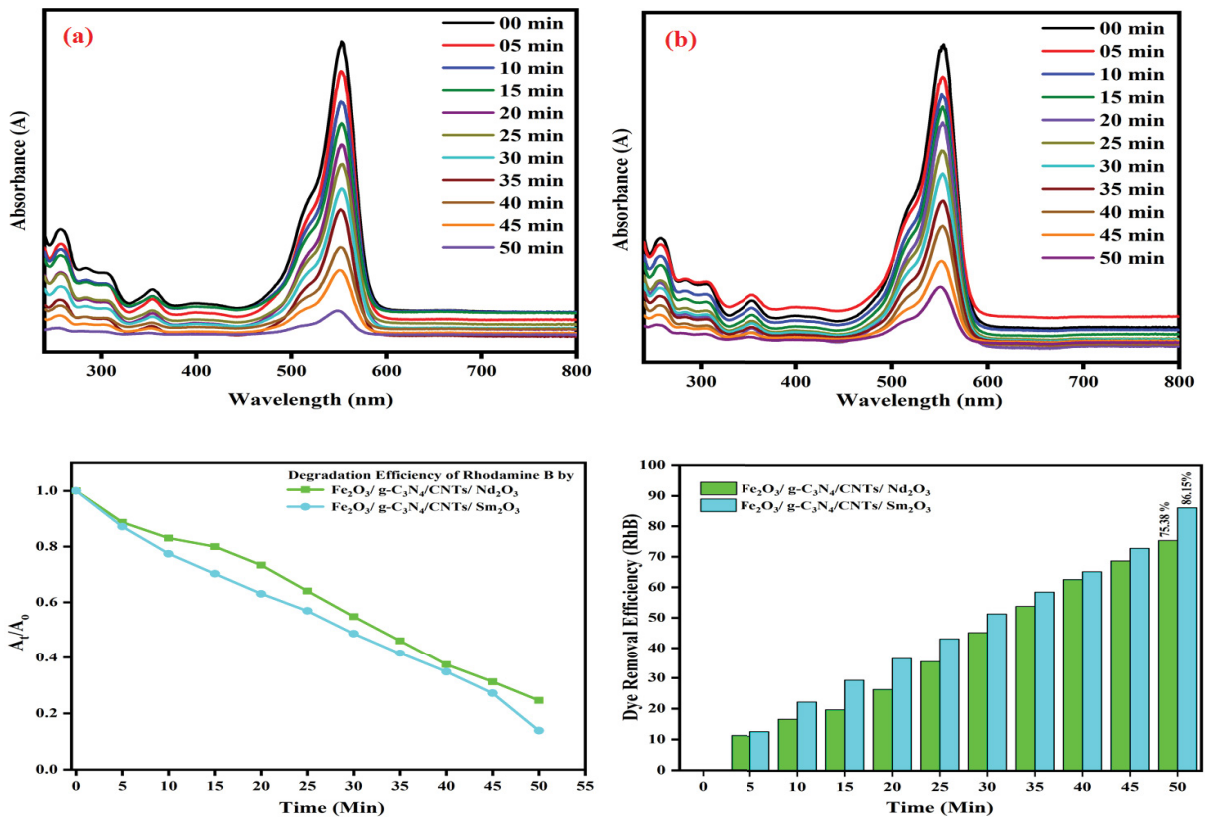 (a)
00 min
05 min
10 min
15 min
20 min
25 min
30 min
35 min
40 min
45 min
50 min
Absorbance (A)
300 400 500 600 700 800
Wavelength (nm)
(b)
00 min
05 min
10 min
15 min
20 min
25 min
30 min
35 min
40 min
45 min
50 min
Absorbance (A)
300 400 500 600 700 800
Wavelength (nm)
Degradation Efficiency of Rhodamine B by
Fe₂O₃/ g-C₃N₄/CNTs/ Nd₂O₃
Fe₂O₃/ g-C₃N₄/CNTs/ Sm₂O₃
1.0
0.8
0.6
0.4
0.2
0.0
Aₜ/A₀
0 5 10 15 20 25 30 35 40 45 50 55
Time (Min)
Fe₂O₃/ g-C₃N₄/CNTs/ Nd₂O₃
Fe₂O₃/ g-C₃N₄/CNTs/ Sm₂O₃
75.38 %
86.15%
100
90
80
70
60
50
40
30
20
10
0
Dye Removal Efficiency (RhB)
0 5 10 15 20 25 30 35 40 45 50
Time (Min)